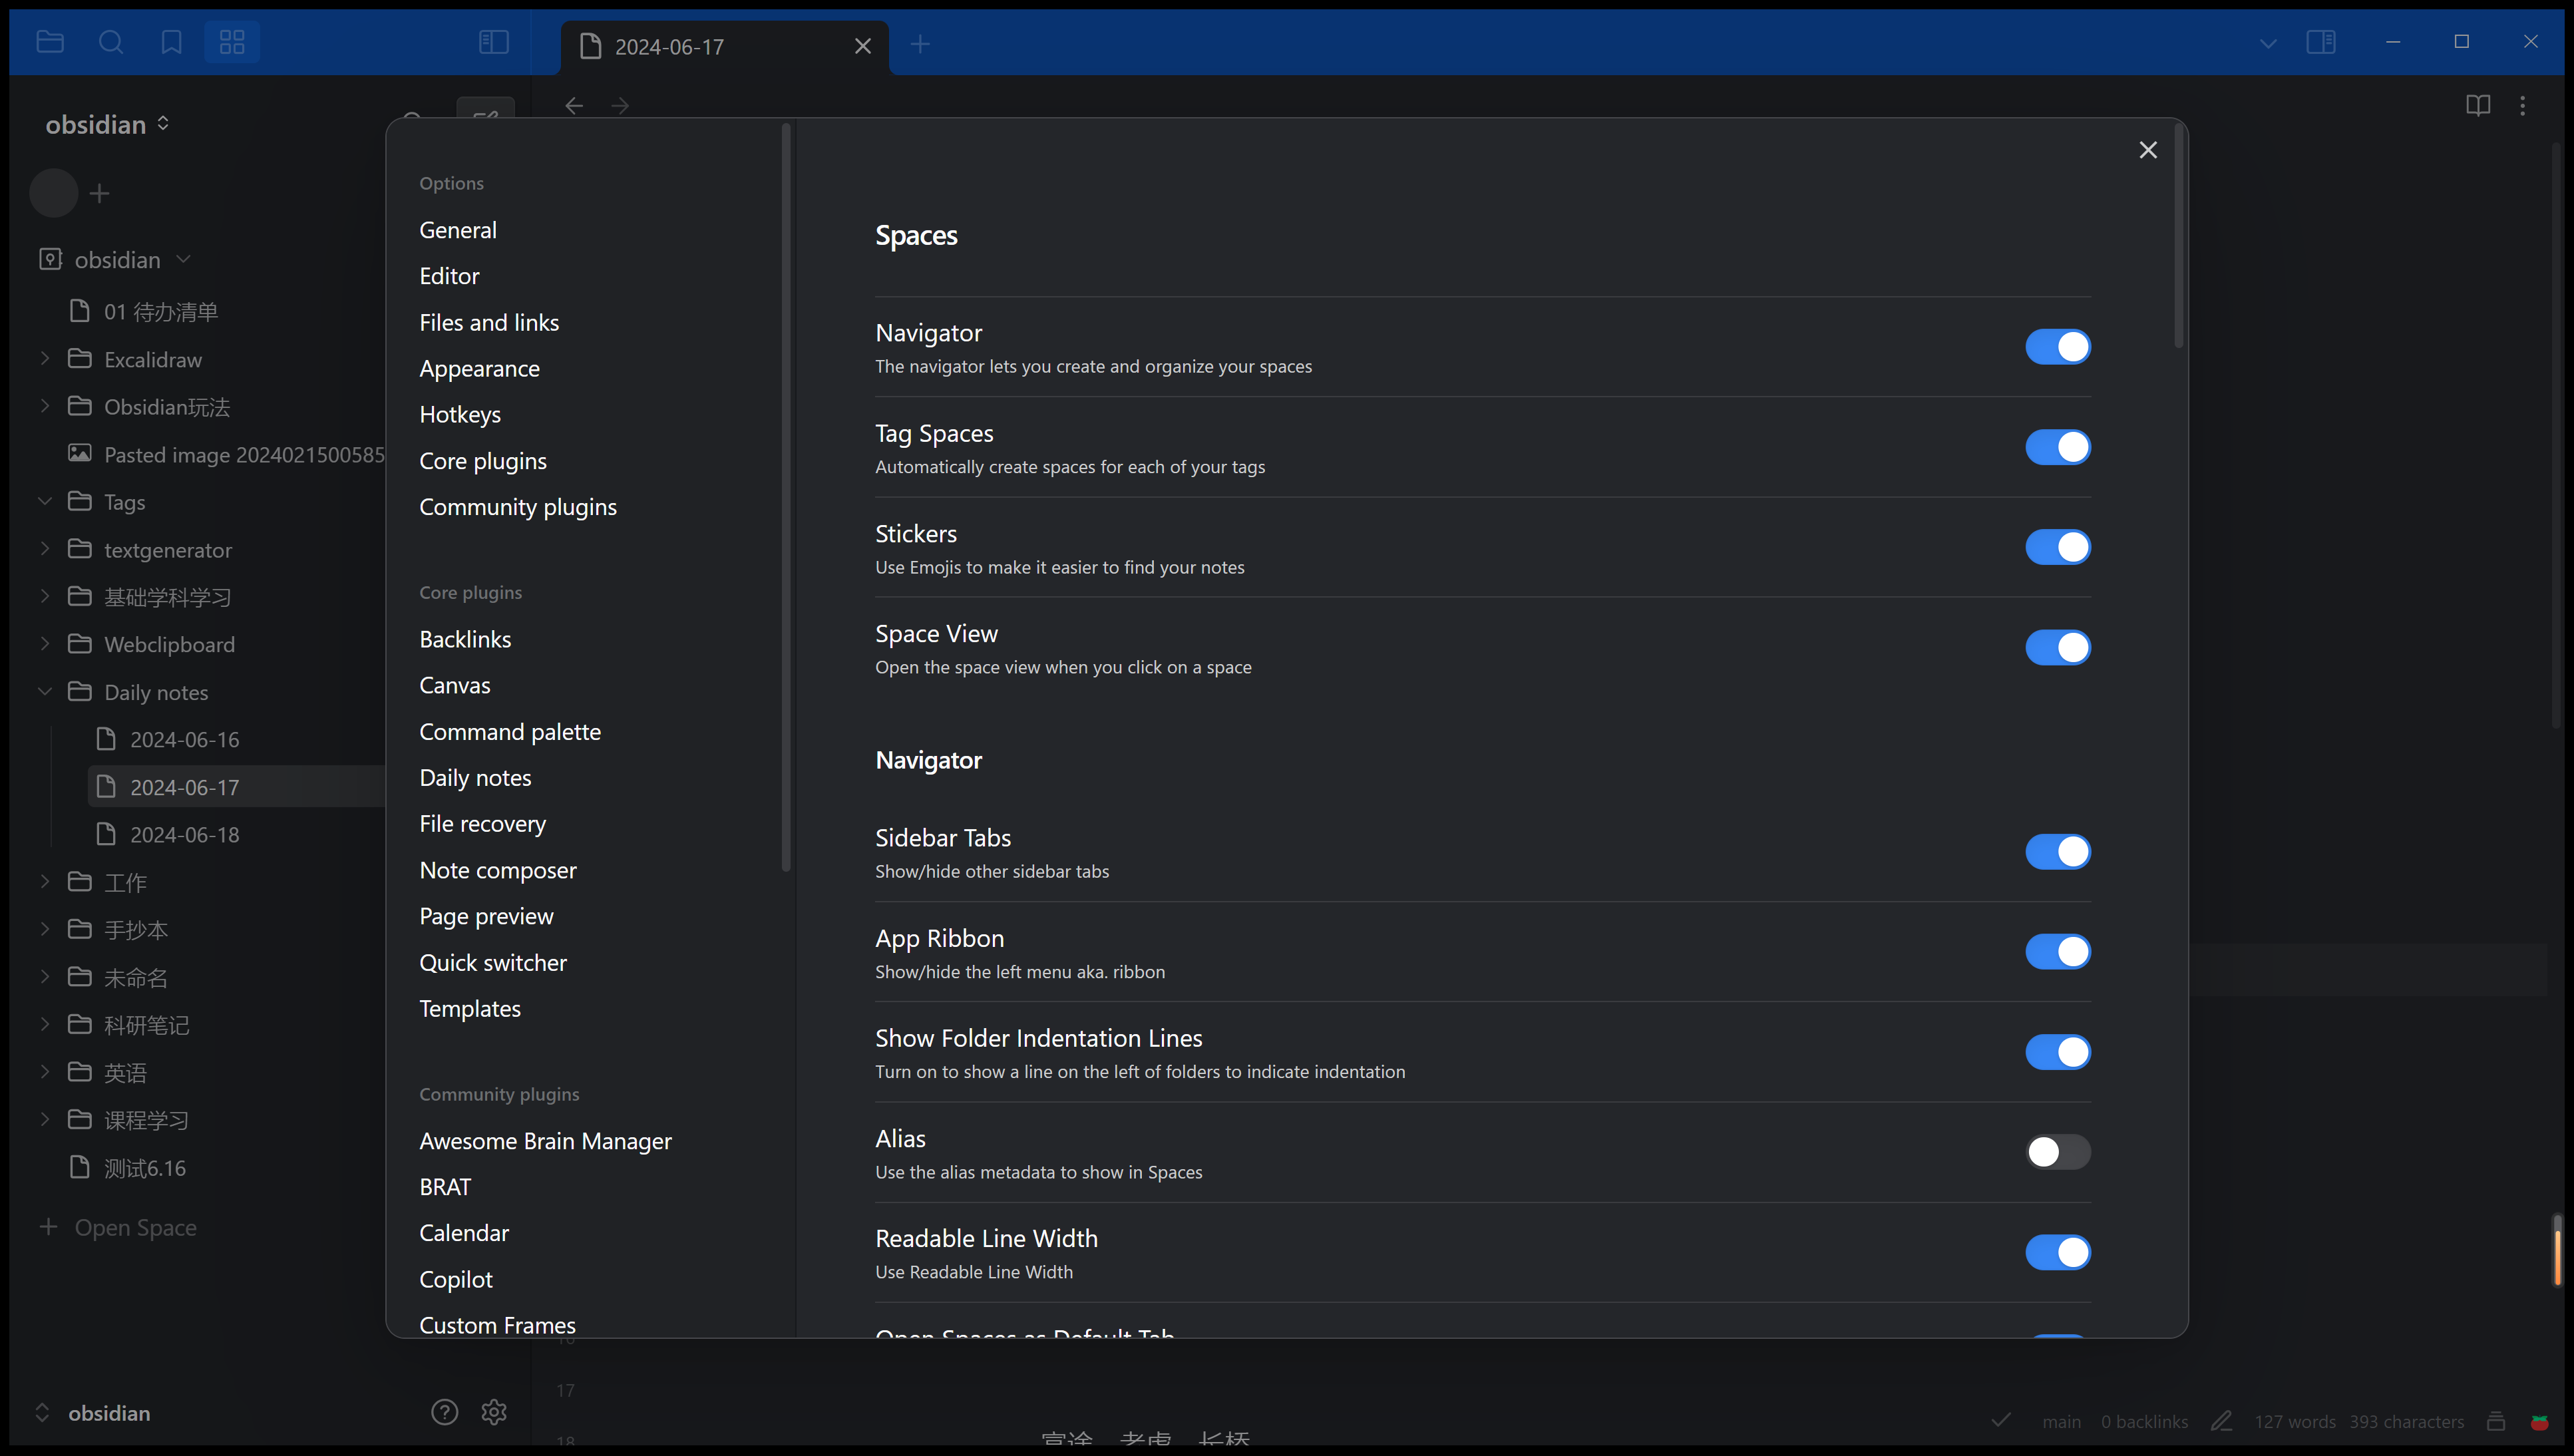 2024-06-17
obsidian
obsidian
01 待办清单
Excalidraw
Obsidian玩法
Pasted image 2024021500585
Tags
textgenerator
基础学科学习
Webclipboard
Daily notes
2024-06-16
2024-06-17
2024-06-18
工作
手抄本
未命名
科研笔记
英语
课程学习
测试6.16
Open Space
obsidian
Options
General
Editor
Files and links
Appearance
Hotkeys
Core plugins
Community plugins
Core plugins
Backlinks
Canvas
Command palette
Daily notes
File recovery
Note composer
Page preview
Quick switcher
Templates
Community plugins
Awesome Brain Manager
BRAT
Calendar
Copilot
Custom Frames
Spaces
Navigator
The navigator lets you create and organize your spaces
Tag Spaces
Automatically create spaces for each of your tags
Stickers
Use Emojis to make it easier to find your notes
Space View
Open the space view when you click on a space
Navigator
Sidebar Tabs
Show/hide other sidebar tabs
App Ribbon
Show/hide the left menu aka. ribbon
Show Folder Indentation Lines
Turn on to show a line on the left of folders to indicate indentation
Alias
Use the alias metadata to show in Spaces
Readable Line Width
Use Readable Line Width
Open Spaces as Default Tab
17
18
富途 老虎 长桥
main 0 backlinks 127 words 393 characters